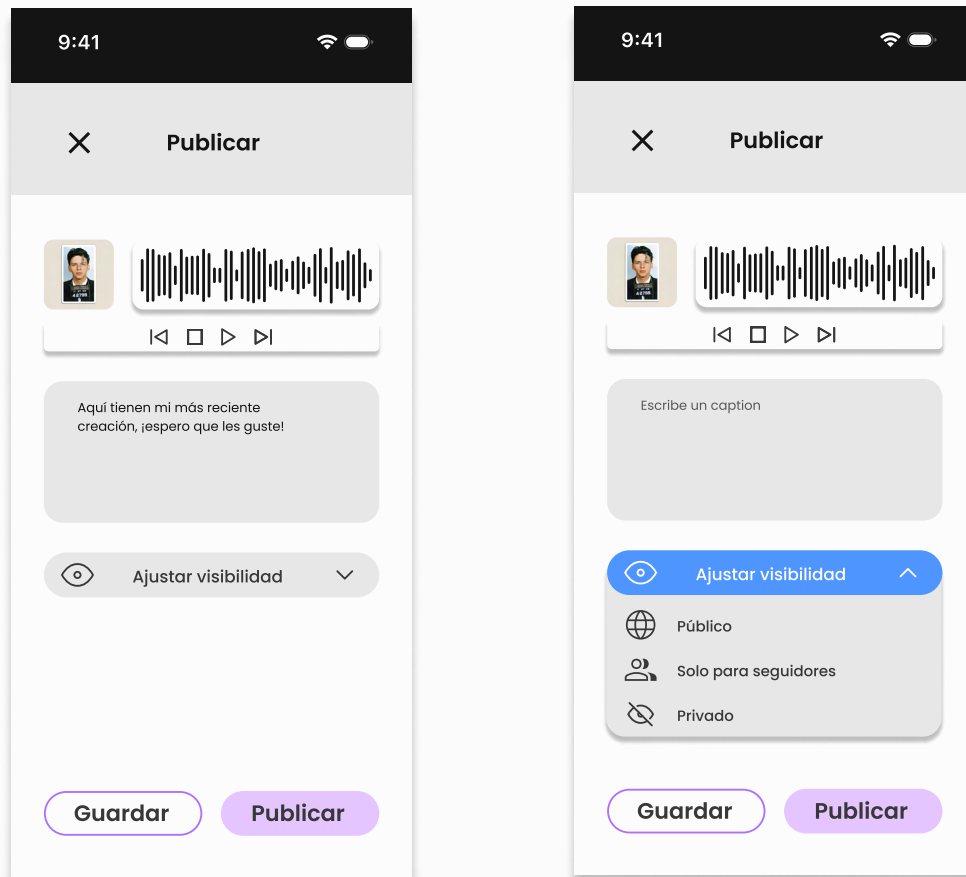 9:41
Publicar
Aquí tienen mi más reciente
creación, ¡espero que les guste!
Ajustar visibilidad
Guardar
Publicar
9:41
Publicar
Escribe un caption
Ajustar visibilidad
Público
Solo para seguidores
Privado
Guardar
Publicar